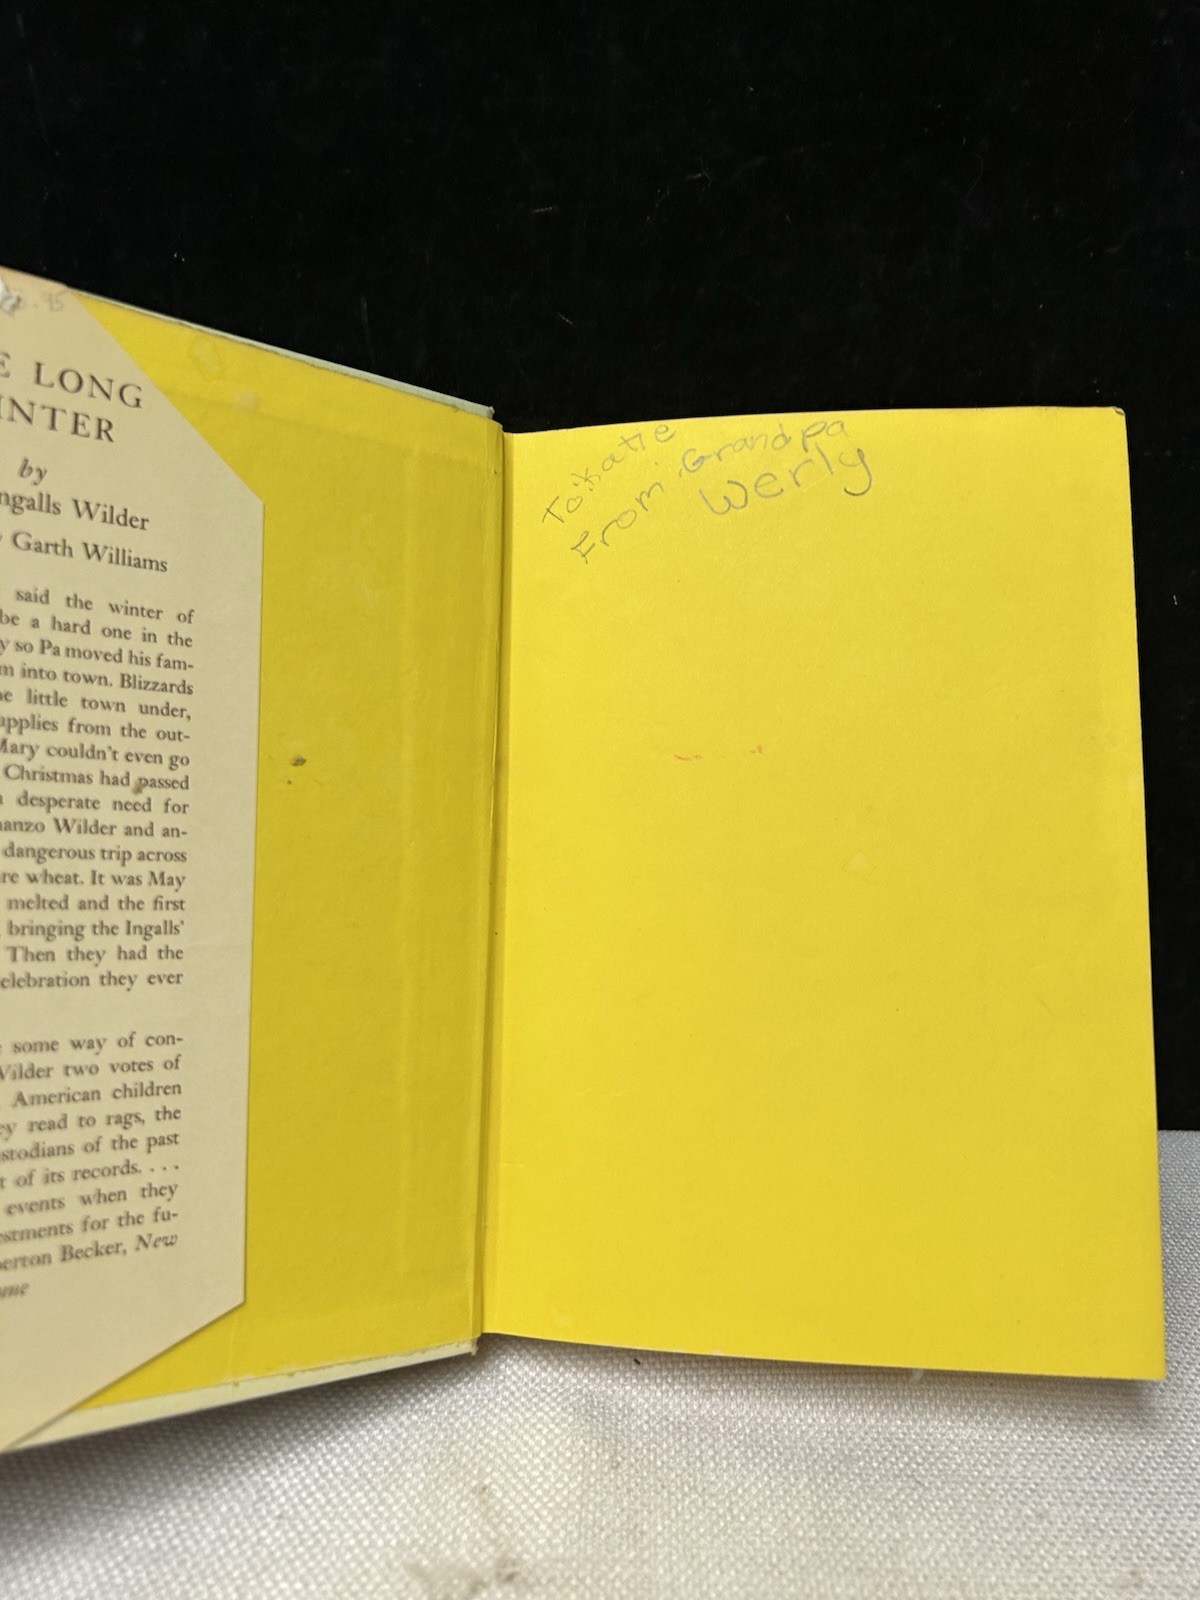 .95
E LONG
INTER
by
ngalls Wilder
Garth Williams
said the winter of
be a hard one in the
y so Pa moved his fam-
m into town. Blizzards
e little town under,
upplies from the out-
Mary couldn't even go
Christmas had passed
desperate need for
anzo Wilder and an-
dangerous trip across
re wheat. It was May
melted and the first
bringing the Ingalls'
Then they had the
elebration they ever
some way of con-
Wilder two votes of
American children
ey read to rags, the
stodians of the past
t of its records. . . .
events when they
estments for the fu-
erton Becker, New
une
To: Katie
From: Grandpa
Werly